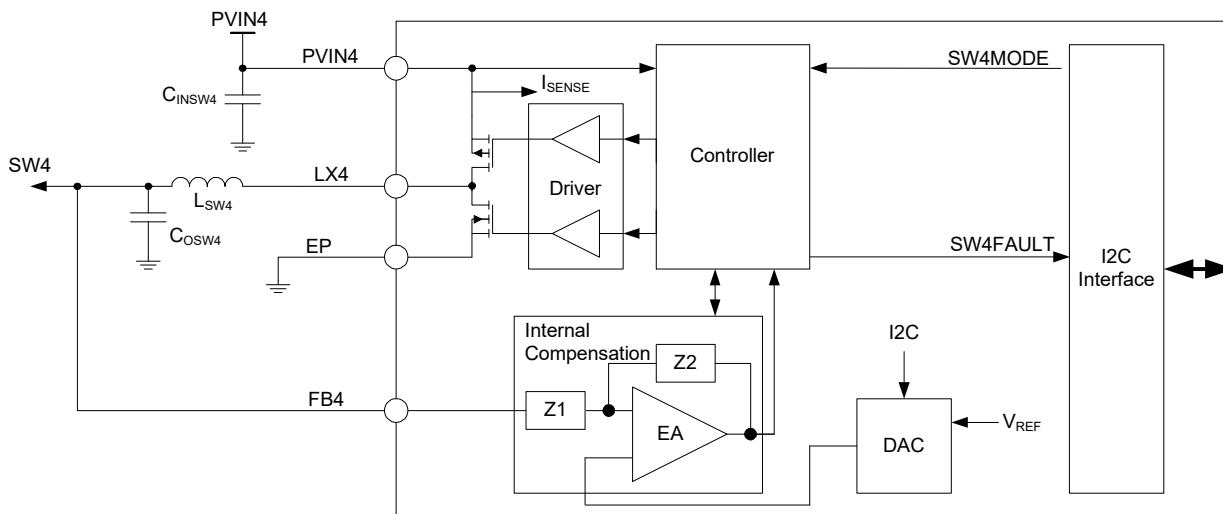 PVIN4
PVIN4
SW4MODE
CINSW4
ISENSE
SW4
LX4
LSW4
COSW4
EP
Driver
Controller
SW4FAULT
I2C
Interface
Internal
Compensation
Z2
I2C
FB4
Z1
EA
DAC
VREF